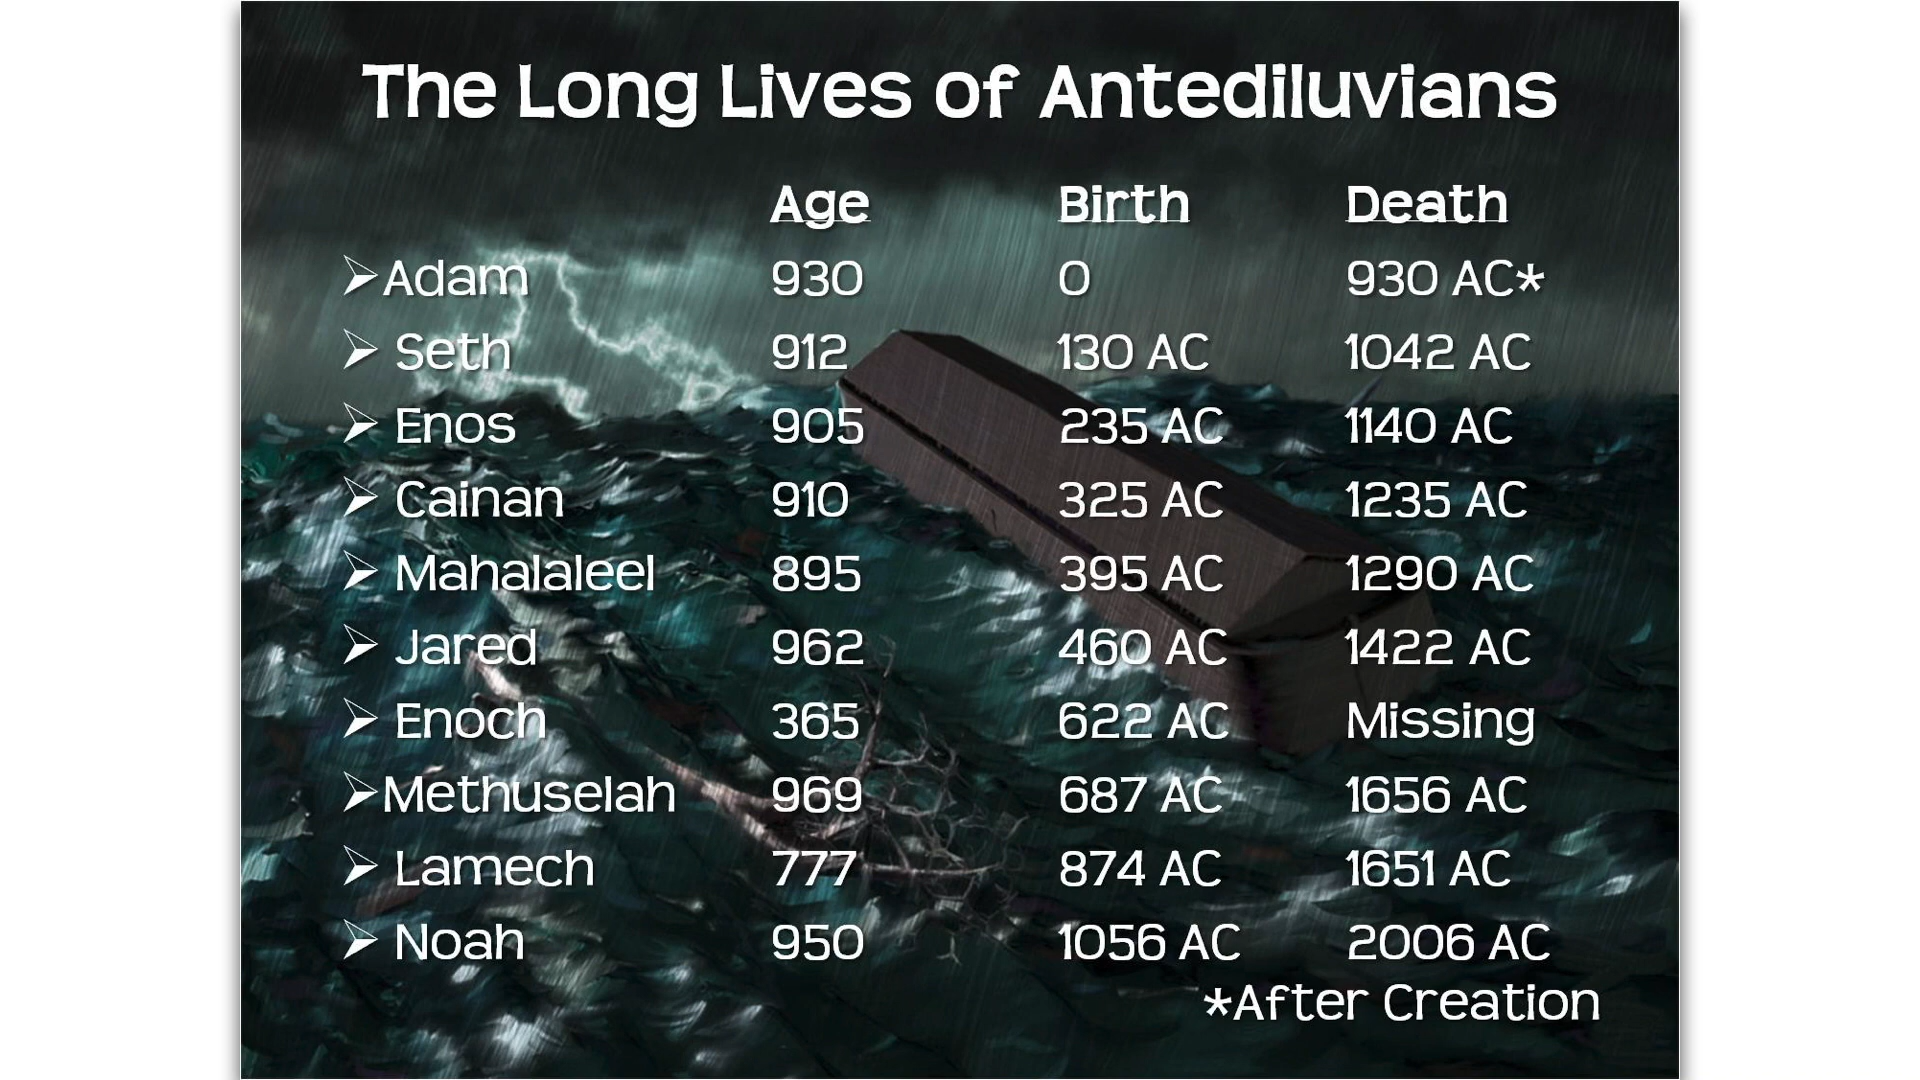 The Long Lives of Antediluvians
Age Birth Death
Adam 930 0 930 AC*
Seth 912 130 AC 1042 AC
Enos 905 235 AC 1140 AC
Cainan 910 325 AC 1235 AC
Mahalaleel 895 395 AC 1290 AC
Jared 962 460 AC 1422 AC
Enoch 365 622 AC Missing
Methuselah 969 687 AC 1656 AC
Lamech 777 874 AC 1651 AC
Noah 950 1056 AC 2006 AC
*After Creation